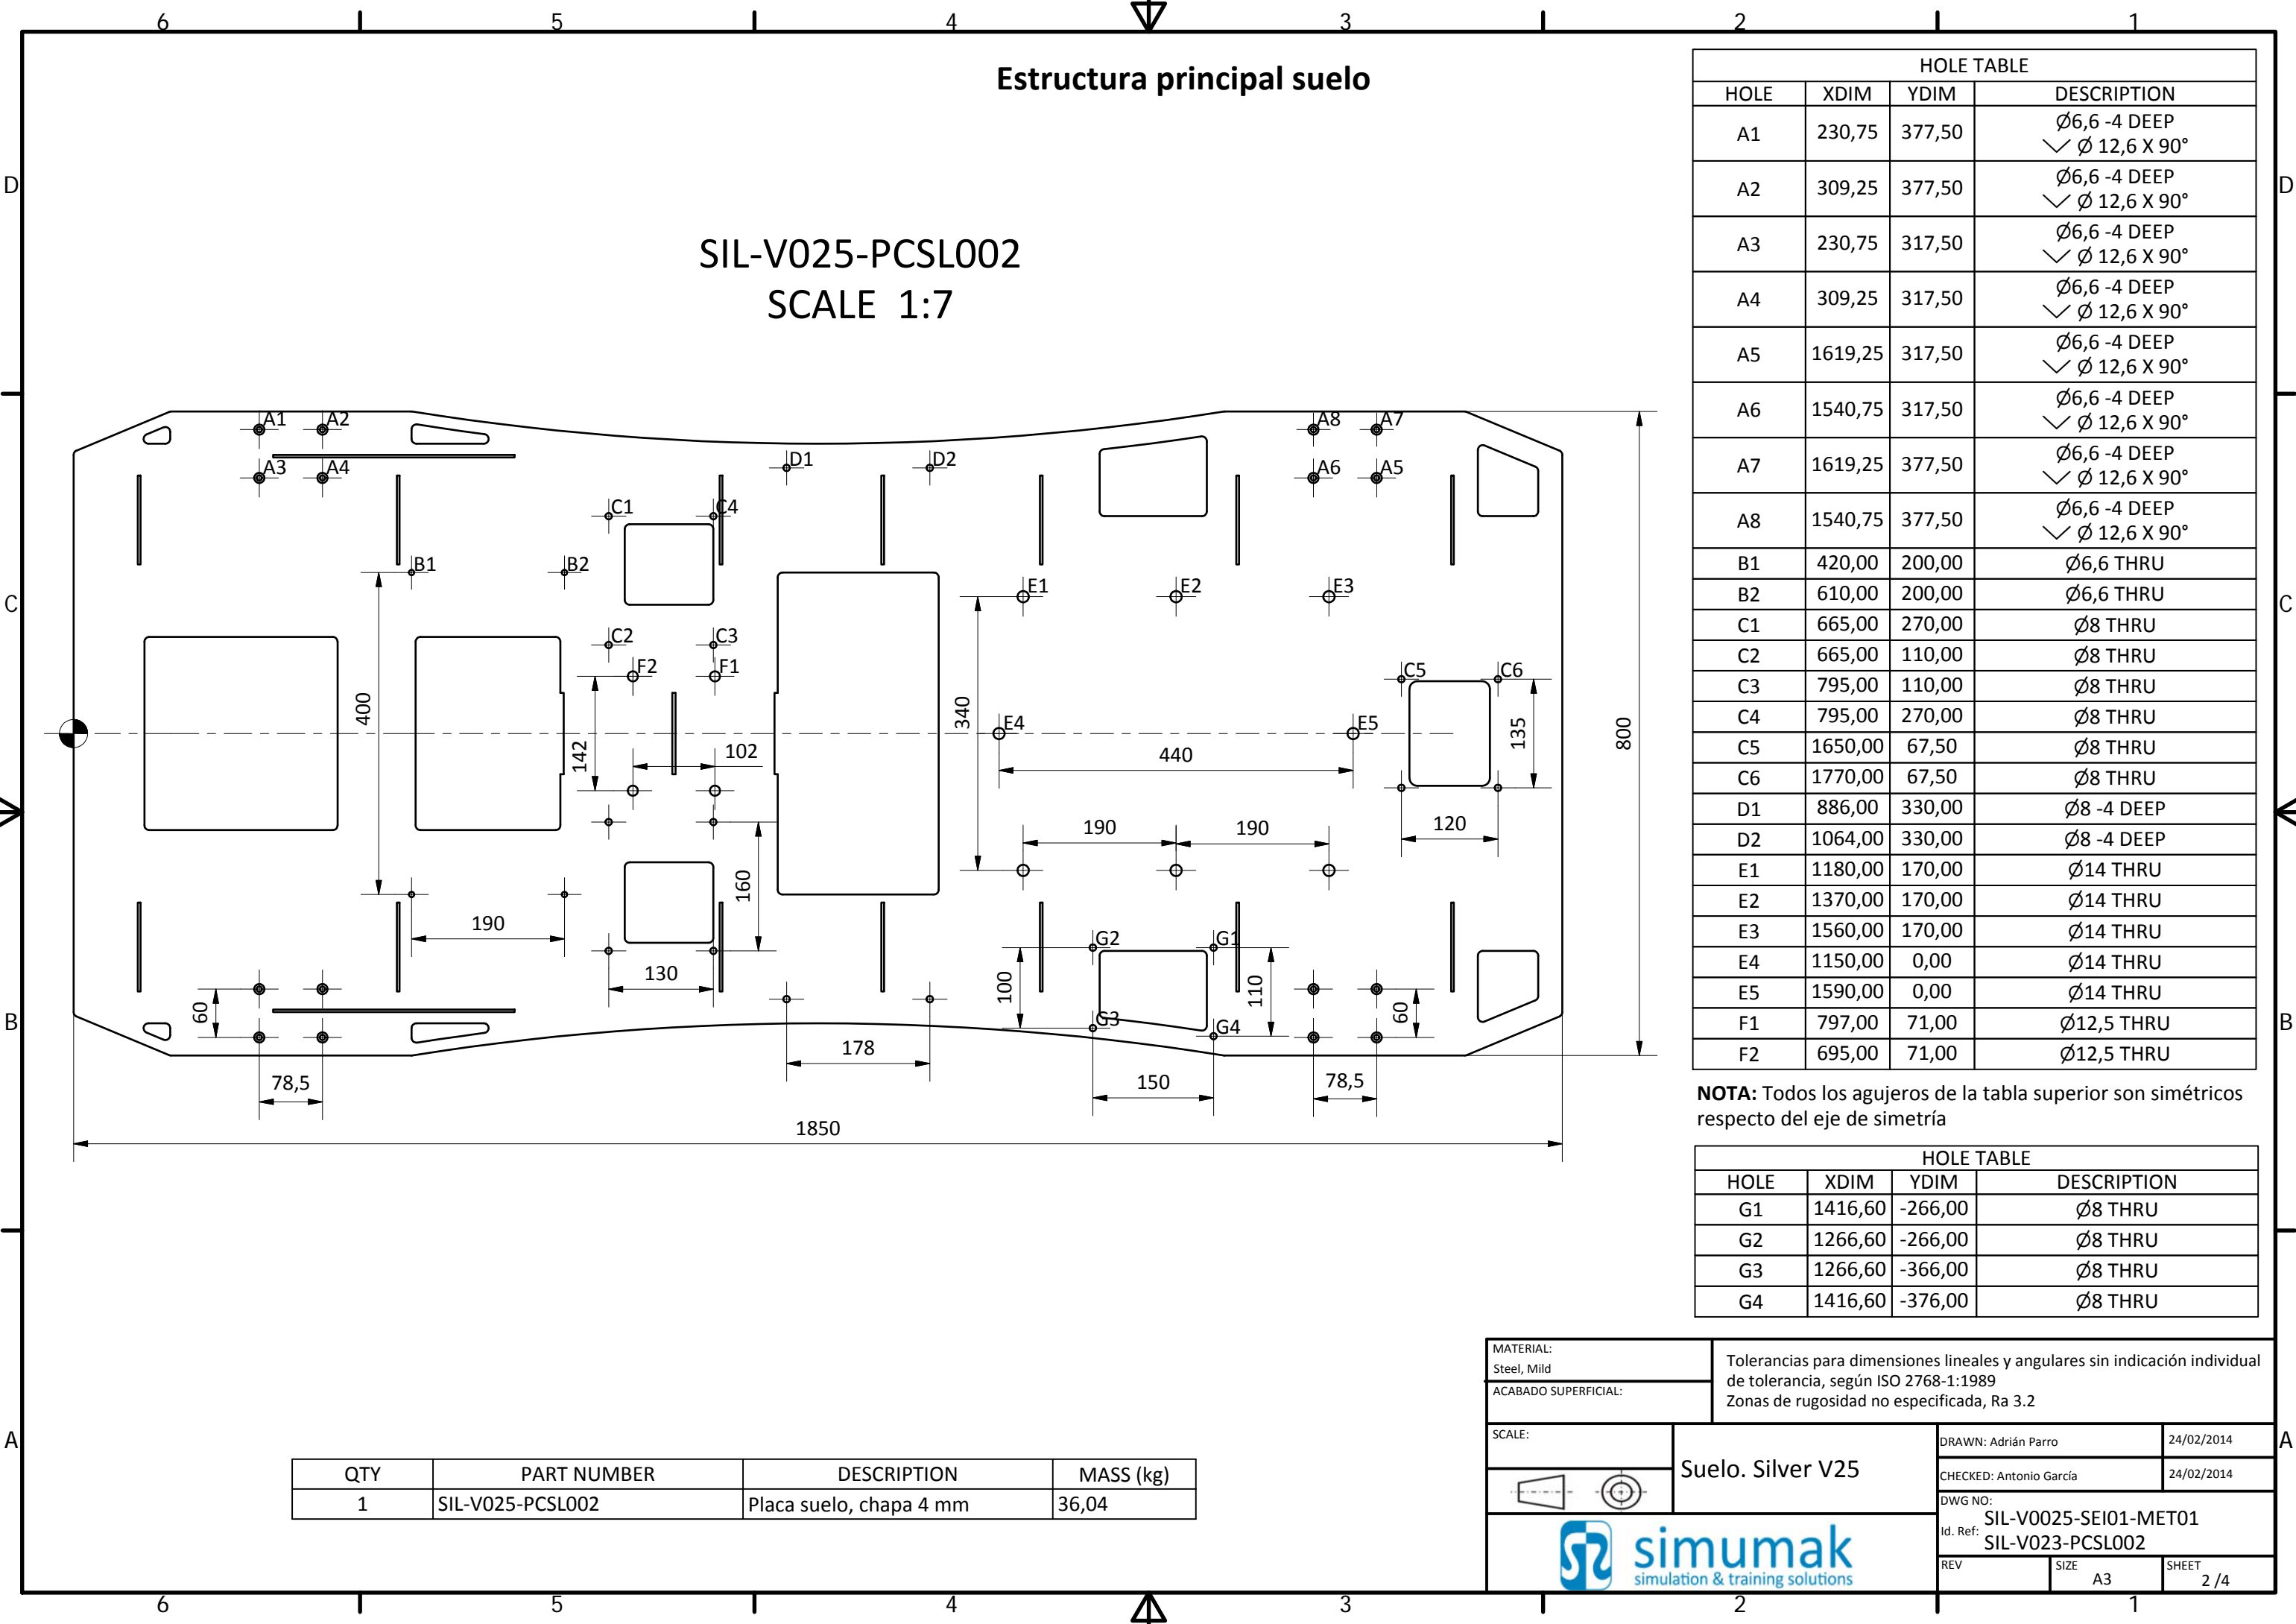 6 5 4 3 2 1
Estructura principal suelo
SIL-V025-PCSL002
SCALE 1:7
D D
C C
B B
A A
HOLE TABLE
HOLE XDIM YDIM DESCRIPTION
A1 230,75 377,50 Ø6,6 -4 DEEP
⌵ Ø 12,6 X 90°
A2 309,25 377,50 Ø6,6 -4 DEEP
⌵ Ø 12,6 X 90°
A3 230,75 317,50 Ø6,6 -4 DEEP
⌵ Ø 12,6 X 90°
A4 309,25 317,50 Ø6,6 -4 DEEP
⌵ Ø 12,6 X 90°
A5 1619,25 317,50 Ø6,6 -4 DEEP
⌵ Ø 12,6 X 90°
A6 1540,75 317,50 Ø6,6 -4 DEEP
⌵ Ø 12,6 X 90°
A7 1619,25 377,50 Ø6,6 -4 DEEP
⌵ Ø 12,6 X 90°
A8 1540,75 377,50 Ø6,6 -4 DEEP
⌵ Ø 12,6 X 90°
B1 420,00 200,00 Ø6,6 THRU
B2 610,00 200,00 Ø6,6 THRU
C1 665,00 270,00 Ø8 THRU
C2 665,00 110,00 Ø8 THRU
C3 795,00 110,00 Ø8 THRU
C4 795,00 270,00 Ø8 THRU
C5 1650,00 67,50 Ø8 THRU
C6 1770,00 67,50 Ø8 THRU
D1 886,00 330,00 Ø8 -4 DEEP
D2 1064,00 330,00 Ø8 -4 DEEP
E1 1180,00 170,00 Ø14 THRU
E2 1370,00 170,00 Ø14 THRU
E3 1560,00 170,00 Ø14 THRU
E4 1150,00 0,00 Ø14 THRU
E5 1590,00 0,00 Ø14 THRU
F1 797,00 71,00 Ø12,5 THRU
F2 695,00 71,00 Ø12,5 THRU
NOTA: Todos los agujeros de la tabla superior son simétricos
respecto del eje de simetría
HOLE TABLE
HOLE XDIM YDIM DESCRIPTION
G1 1416,60 -266,00 Ø8 THRU
G2 1266,60 -266,00 Ø8 THRU
G3 1266,60 -366,00 Ø8 THRU
G4 1416,60 -376,00 Ø8 THRU
A1 A2 A8 A7
A3 A4 D1 D2 A6 A5
C1 C4
B1 B2 E1 E2 E3
C2 C3
F2 F1 C5 C6
400 142 340 E4 E5 135 800
102 440
190 190 120
160
190 G2 G1
130 100 110
60 60
G3 G4
178
78,5 150 78,5
1850
MATERIAL:
Steel, Mild
ACABADO SUPERFICIAL:
Tolerancias para dimensiones lineales y angulares sin indicación individual
de tolerancia, según ISO 2768-1:1989
Zonas de rugosidad no especificada, Ra 3.2
SCALE:
Suelo. Silver V25
DRAWN: Adrián Parro 24/02/2014
CHECKED: Antonio García 24/02/2014
DWG NO:
SIL-V0025-SEI01-MET01
Id. Ref: SIL-V023-PCSL002
REV SIZE SHEET
A3 2 /4
simumak
simulation & training solutions
QTY PART NUMBER DESCRIPTION MASS (kg)
1 SIL-V025-PCSL002 Placa suelo, chapa 4 mm 36,04
6 5 4 3 2 1